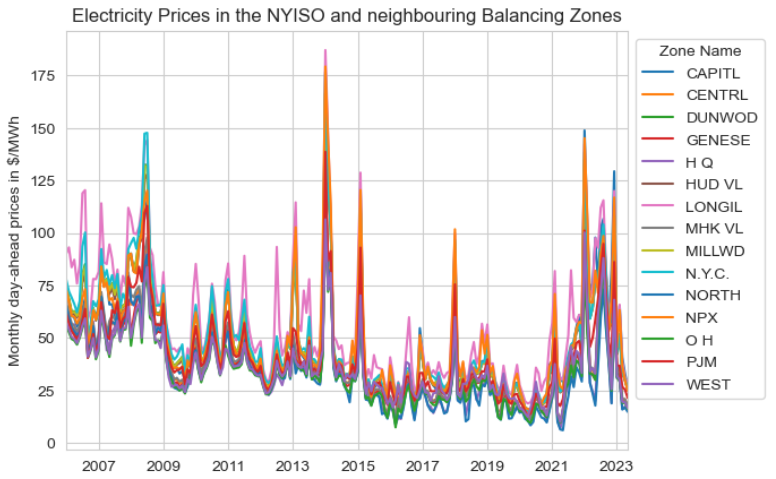 Electricity Prices in the NYISO and neighbouring Balancing Zones
Monthly day-ahead prices in $/MWh
175
150
125
100
75
50
25
0
2007
2009
2011
2013
2015
2017
2019
2021
2023
Zone Name
CAPITL
CENTRL
DUNWOD
GENESE
H Q
HUD VL
LONGIL
MHK VL
MILLWD
N.Y.C.
NORTH
NPX
O H
PJM
WEST